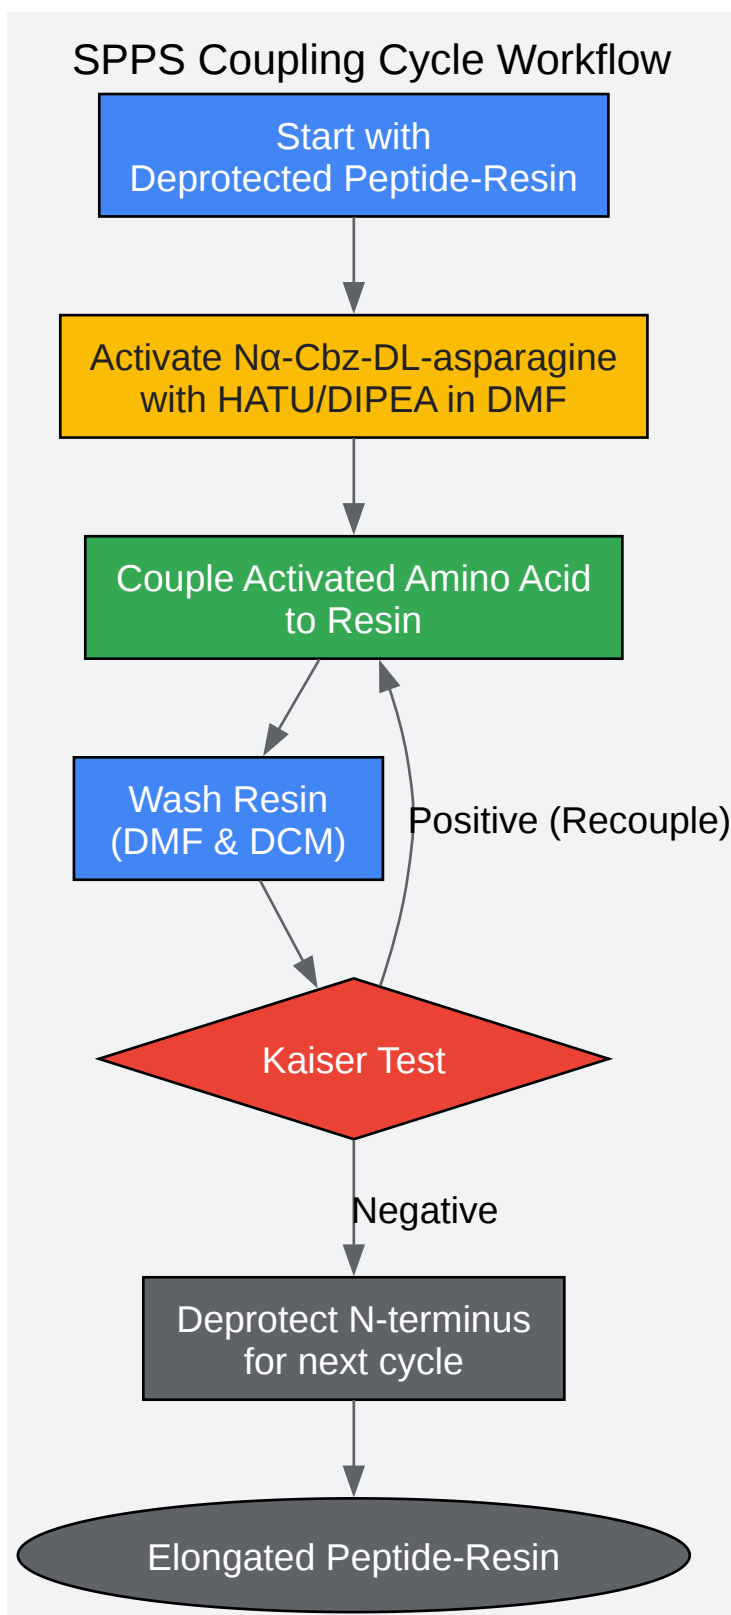 SPPS Coupling Cycle Workflow
Start with
Deprotected Peptide-Resin
Activate Nα-Cbz-DL-asparagine
with HATU/DIPEA in DMF
Couple Activated Amino Acid
to Resin
Wash Resin
(DMF & DCM)
Positive (Recouple)
Kaiser Test
Negative
Deprotect N-terminus
for next cycle
Elongated Peptide-Resin